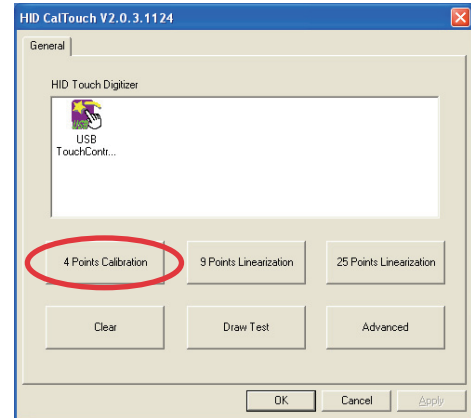 HID CalTouch V2.0.3.1124
General
HID Touch Digitizer
USB
TouchContr...
4 Points Calibration
9 Points Linearization
25 Points Linearization
Clear
Draw Test
Advanced
OK
Cancel
Apply